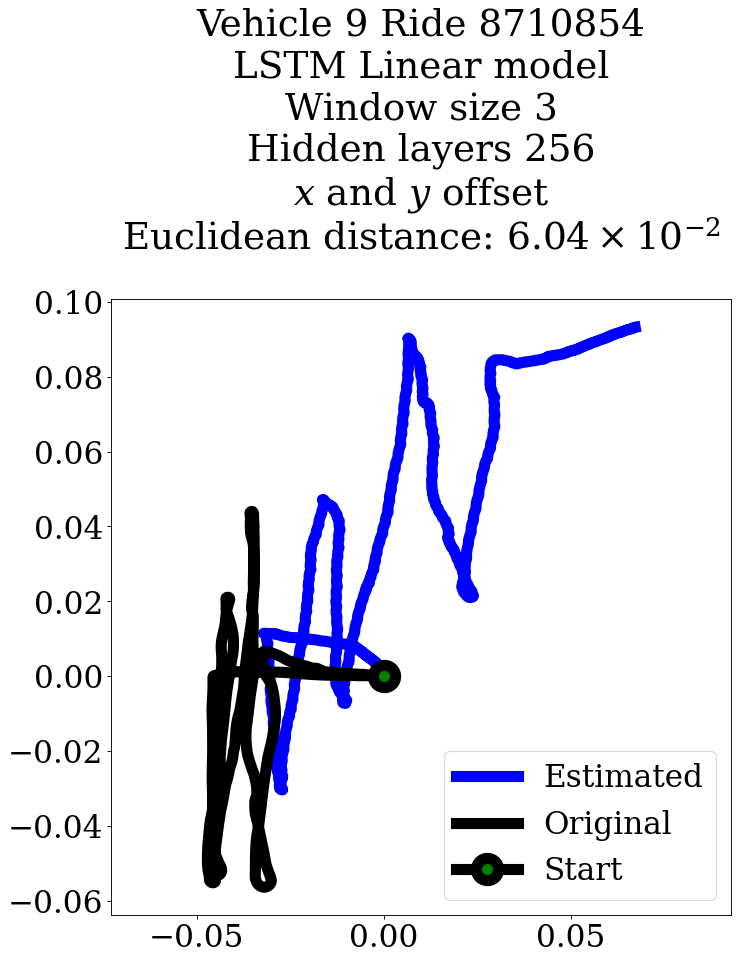 Vehicle 9 Ride 8710854
LSTM Linear model
Window size 3
Hidden layers 256
x and y offset
Euclidean distance: 6.04 × 10⁻²
0.10
0.08
0.06
0.04
0.02
0.00
−0.02
−0.04
−0.06
−0.05
0.00
0.05
Estimated
Original
Start